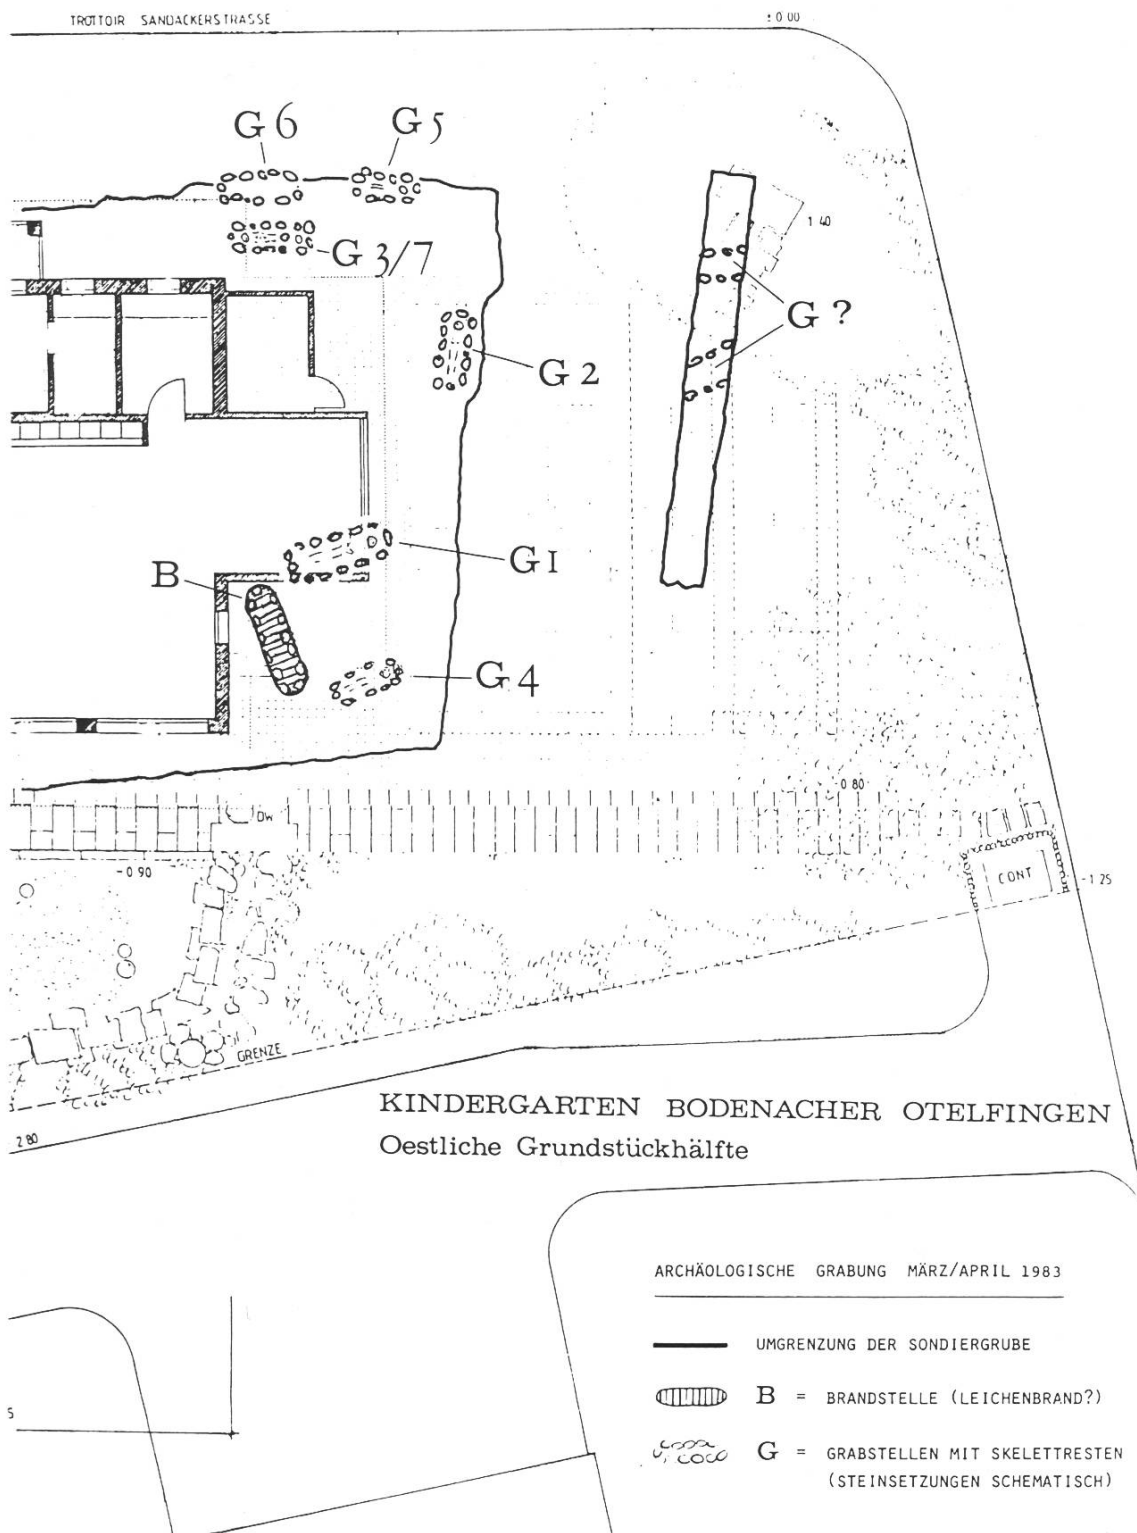 TROTTOIR SANDACKERSTRASSE
± 0 00
G 6
G 5
G 3/7
1 40
G ?
G 2
G1
B
G 4
-0 80
DW
-0 90
CONT
-1 25
GRENZE
2 80
KINDERGARTEN BODENACHER OTELFINGEN
Oestliche Grundstückhälfte
ARCHÄOLOGISCHE GRABUNG MÄRZ/APRIL 1983
UMGRENZUNG DER SONDIERGRUBE
B = BRANDSTELLE (LEICHENBRAND?)
S
G = GRABSTELLEN MIT SKELETTRESTEN
(STEINSETZUNGEN SCHEMATISCH)